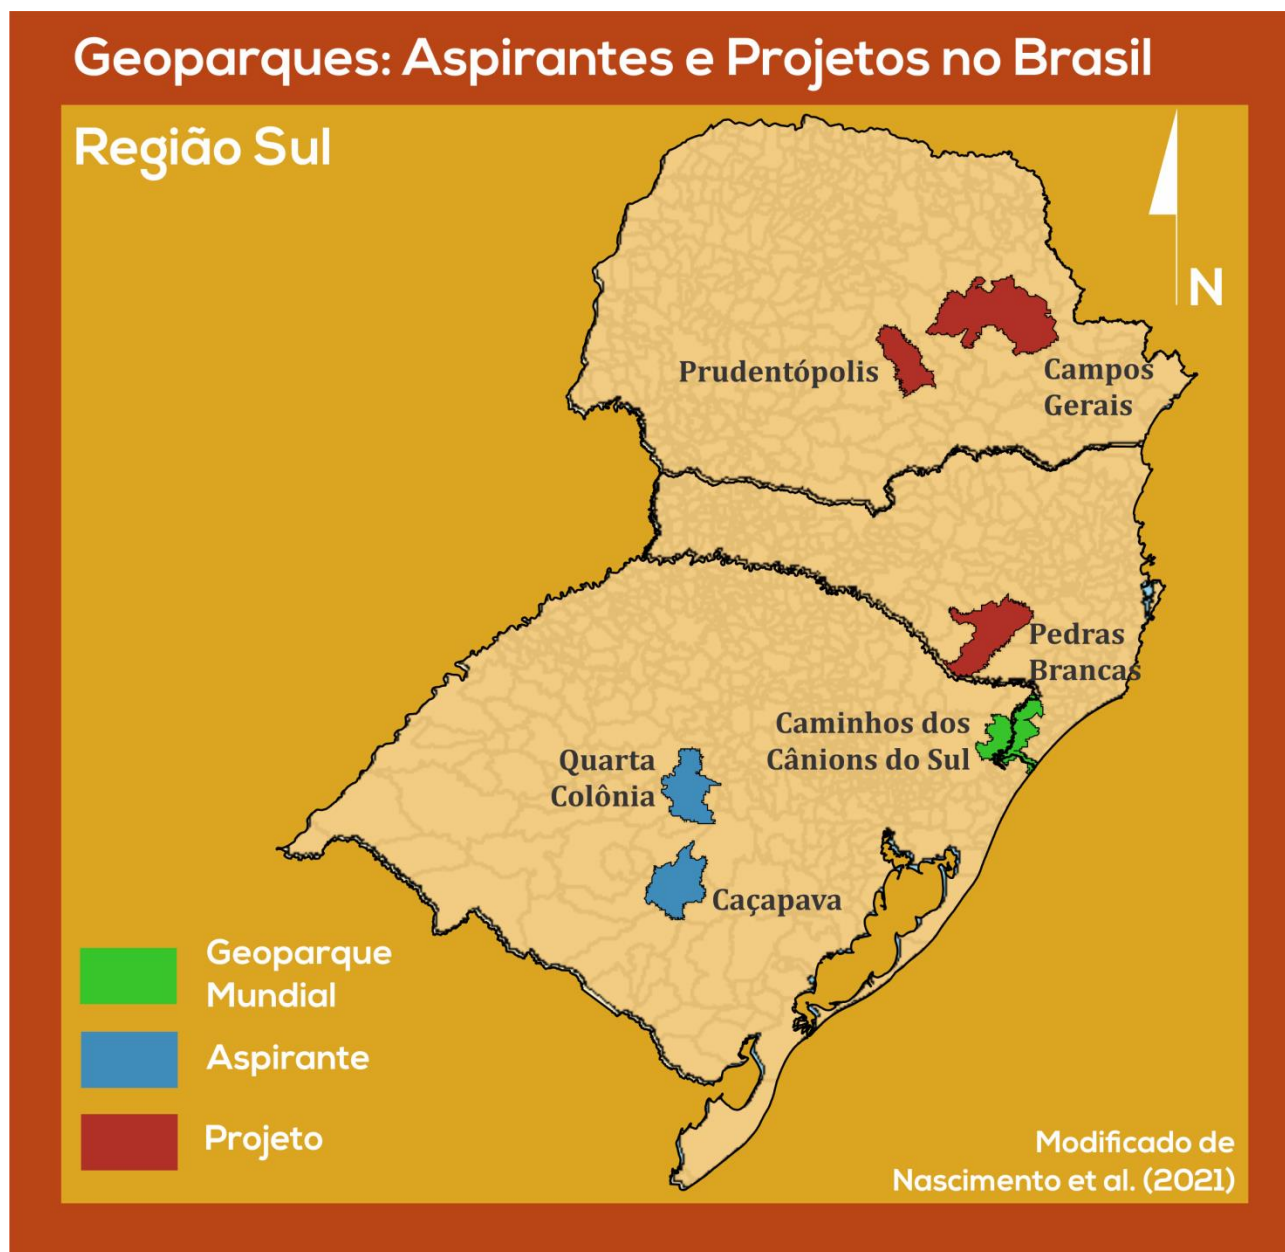 Geoparques: Aspirantes e Projetos no Brasil
Região Sul
N
Prudentópolis
Campos
Gerais
Pedras
Brancas
Caminhos dos
Cânions do Sul
Quarta
Colônia
Caçapava
Geoparque
Mundial
Aspirante
Projeto
Modificado de
Nascimento et al. (2021)